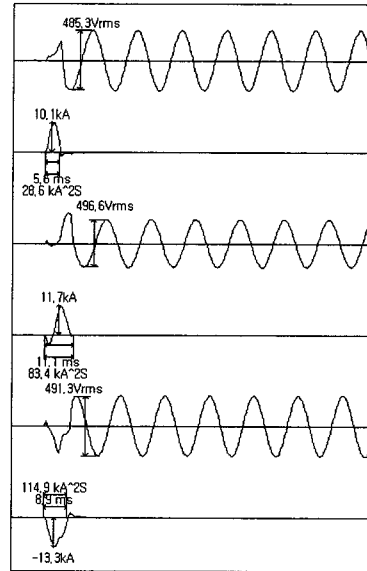 485,3Vrms
10,1kA
5,6 ms
28,6 kA^2S
496,6Vrms
11,7kA
11,1 ms
83,4 kA^2S
491,3Vrms
114,9 kA^2S
8,9 ms
-13,3kA